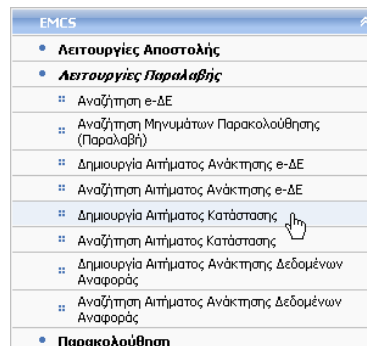 EMCS
Λειτουργίες Αποστολής
Λειτουργίες Παραλαβής
Αναζήτηση e-ΔΕ
Αναζήτηση Μηνυμάτων Παρακολούθησης
(Παραλαβή)
Δημιουργία Αιτήματος Ανάκτησης e-ΔΕ
Αναζήτηση Αιτήματος Ανάκτησης e-ΔΕ
Δημιουργία Αιτήματος Κατάστασης
Αναζήτηση Αιτήματος Κατάστασης
Δημιουργία Αιτήματος Ανάκτησης Δεδομένων
Αναφοράς
Αναζήτηση Αιτήματος Ανάκτησης Δεδομένων
Αναφοράς
Παρακολούθηση